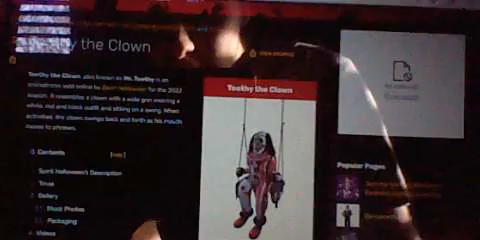 the Clown
VIEW SOURCE
Toothy the Clown
Toothy the Clown, also known as Mr. Toothy is an
animatronic sold online by Spirit Halloween for the 2022
season. It resembles a clown with a wide grin wearing a
white, red and black outfit and sitting on a swing. When
activated, the clown swings back and forth as his mouth
moves to phrases.
Contents
Spirit Halloween's Description
Trivia
Gallery
Stock Photos
Packaging
Videos
Popular Pages